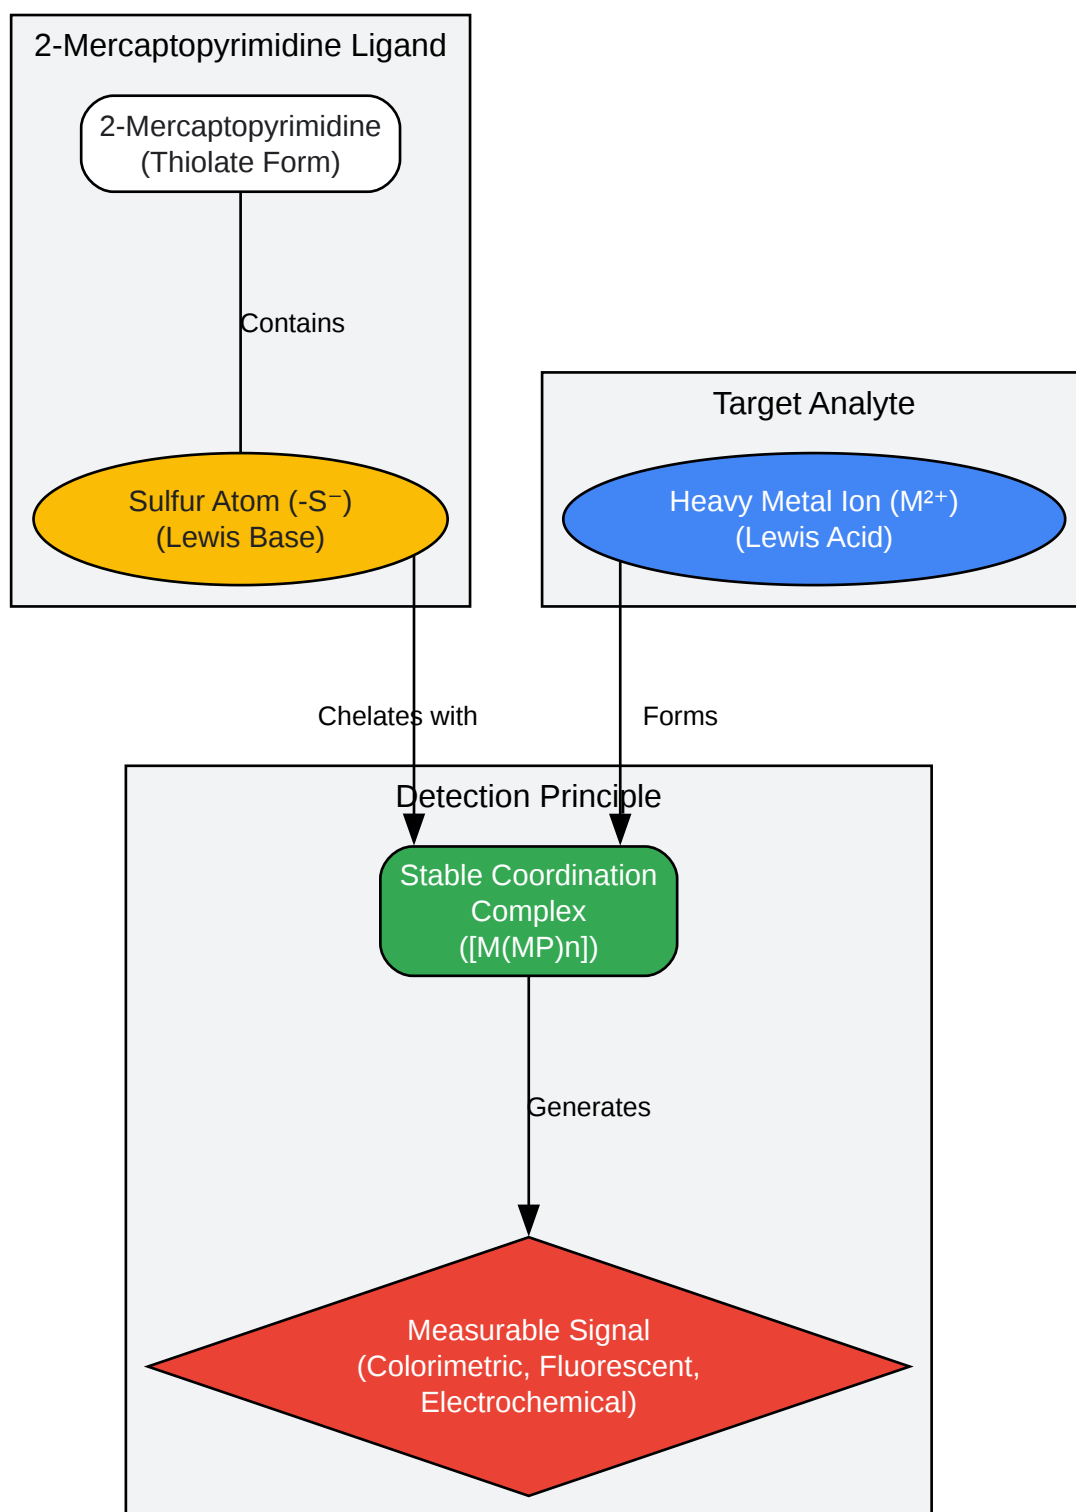 2-Mercaptopyrimidine Ligand
2-Mercaptopyrimidine
(Thiolate Form)
Contains
Target Analyte
Sulfur Atom (-S⁻)
(Lewis Base)
Heavy Metal Ion (M²⁺)
(Lewis Acid)
Chelates with
Forms
Detection Principle
Stable Coordination
Complex
([M(MP)n])
Generates
Measurable Signal
(Colorimetric, Fluorescent,
Electrochemical)